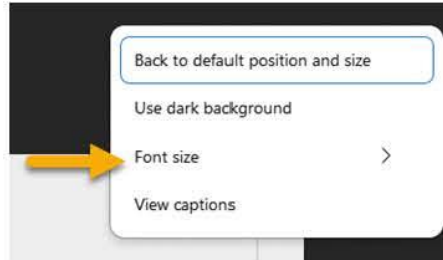 Back to default position and size
Use dark background
Font size
View captions